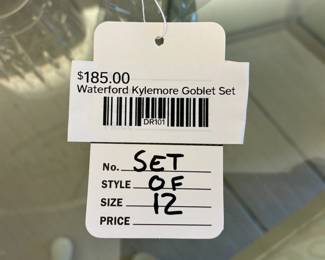 $185.00
Waterford Kylemore Goblet Set
DR101
No. SET
STYLE OF
SIZE 12
PRICE